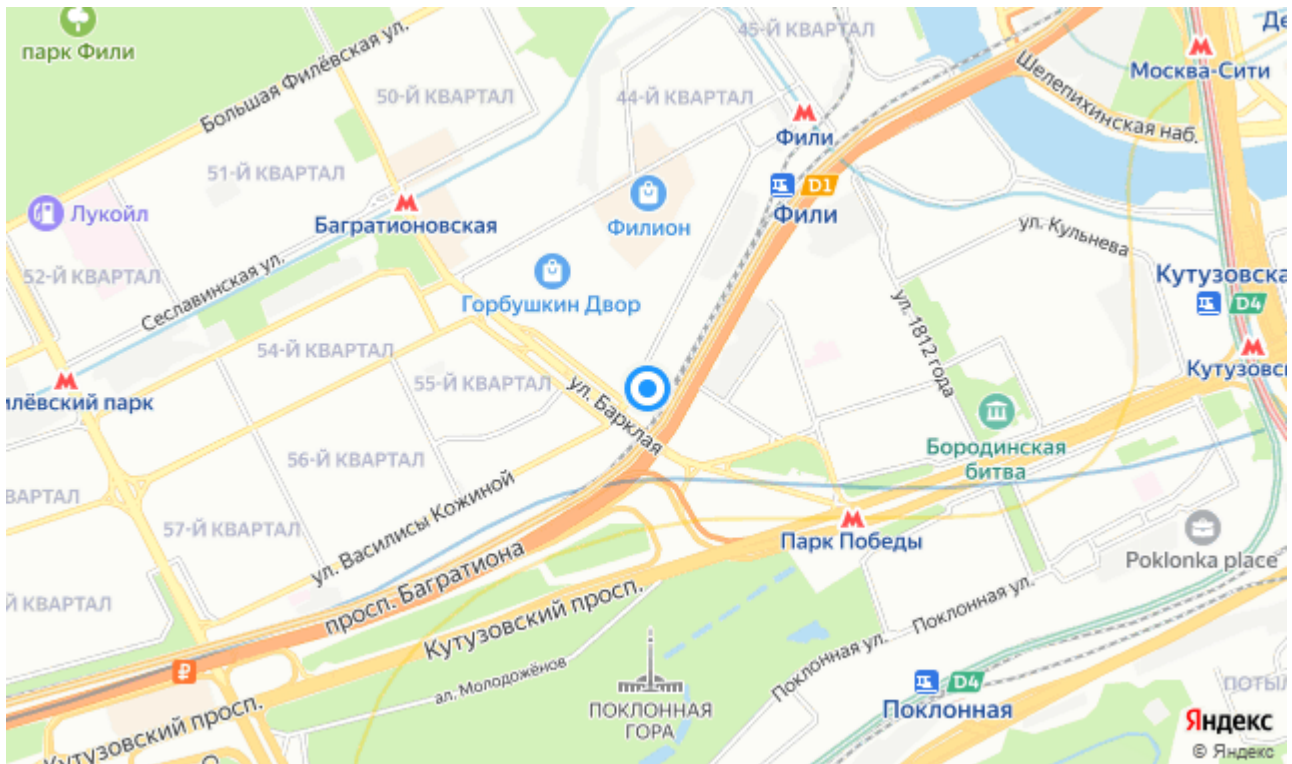 45-Й КВАРТАЛ
парк Фили
Большая Филёвская ул.
50-Й КВАРТАЛ
44-Й КВАРТАЛ
Москва-Сити
Шелепихинская наб.
Фили
51-Й КВАРТАЛ
D1
Лукойл
Багратионовская
Филион
Фили
ул. Кульнева
52-Й КВАРТАЛ
Сеславинская ул.
Горбушкин Двор
Кутузовска
D4
ул. 1812 года
54-Й КВАРТАЛ
55-Й КВАРТАЛ
ул. Барклая
Кутузовс
илёвский парк
Бородинская
битва
56-Й КВАРТАЛ
ВАРТАЛ
ул. Василисы Кожиной
57-Й КВАРТАЛ
Парк Победы
Poklonka place
просп. Багратиона
Й КВАРТАЛ
Кутузовский просп.
Поклонная ул.
Поклонная ул.
ал. Молодожёнов
D4
ПОТЫЛ
Поклонная
ПОКЛОННАЯ
ГОРА
Кутузовский просп.
Яндекс
© Яндекс